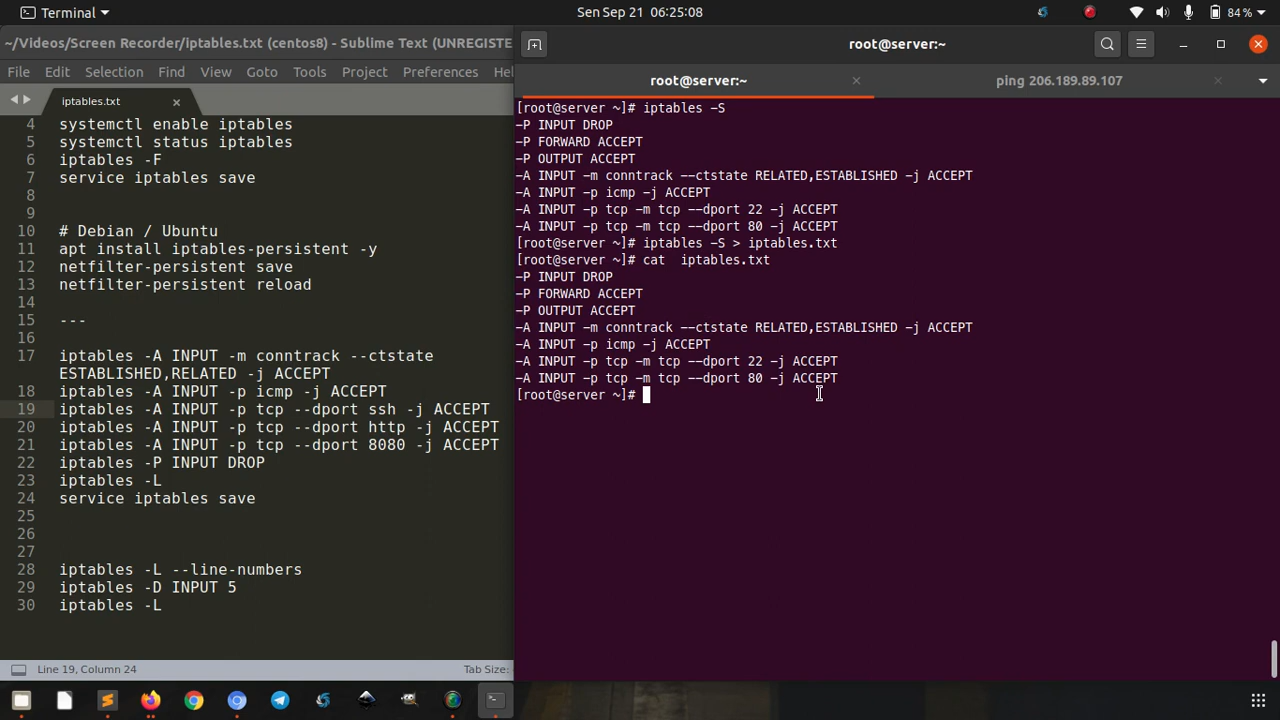 Terminal
Sen Sep 21  06:25:08
84 %
~/Videos/Screen Recorder/iptables.txt (centos8) - Sublime Text (UNREGISTE
File Edit Selection Find View Goto Tools Project Preferences Hel
iptables.txt
4 systemctl enable iptables
5 systemctl status iptables
6 iptables -F
7 service iptables save
8
9
10 # Debian / Ubuntu
11 apt install iptables-persistent -y
12 netfilter-persistent save
13 netfilter-persistent reload
14
15 ---
16
17 iptables -A INPUT -m conntrack --ctstate
ESTABLISHED,RELATED -j ACCEPT
18 iptables -A INPUT -p icmp -j ACCEPT
19 iptables -A INPUT -p tcp --dport ssh -j ACCEPT
20 iptables -A INPUT -p tcp --dport http -j ACCEPT
21 iptables -A INPUT -p tcp --dport 8080 -j ACCEPT
22 iptables -P INPUT DROP
23 iptables -L
24 service iptables save
25
26
27
28 iptables -L --line-numbers
29 iptables -D INPUT 5
30 iptables -L
Line 19, Column 24
Tab Size:
root@server:~
root@server:~
ping 206.189.89.107
[root@server ~]# iptables -S
-P INPUT DROP
-P FORWARD ACCEPT
-P OUTPUT ACCEPT
-A INPUT -m conntrack --ctstate RELATED,ESTABLISHED -j ACCEPT
-A INPUT -p icmp -j ACCEPT
-A INPUT -p tcp -m tcp --dport 22 -j ACCEPT
-A INPUT -p tcp -m tcp --dport 80 -j ACCEPT
[root@server ~]# iptables -S > iptables.txt
[root@server ~]# cat  iptables.txt
-P INPUT DROP
-P FORWARD ACCEPT
-P OUTPUT ACCEPT
-A INPUT -m conntrack --ctstate RELATED,ESTABLISHED -j ACCEPT
-A INPUT -p icmp -j ACCEPT
-A INPUT -p tcp -m tcp --dport 22 -j ACCEPT
-A INPUT -p tcp -m tcp --dport 80 -j ACCEPT
[root@server ~]#